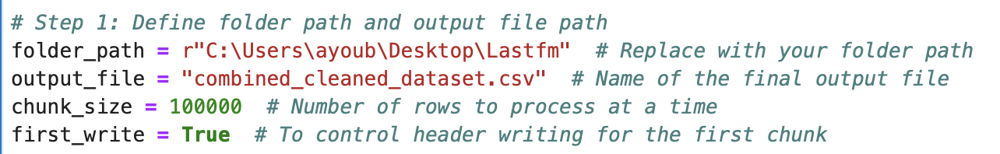 # Step 1: Define folder path and output file path
folder_path = r"C:\Users\ayoub\Desktop\Lastfm"  # Replace with your folder path
output_file = "combined_cleaned_dataset.csv"  # Name of the final output file
chunk_size = 100000  # Number of rows to process at a time
first_write = True  # To control header writing for the first chunk